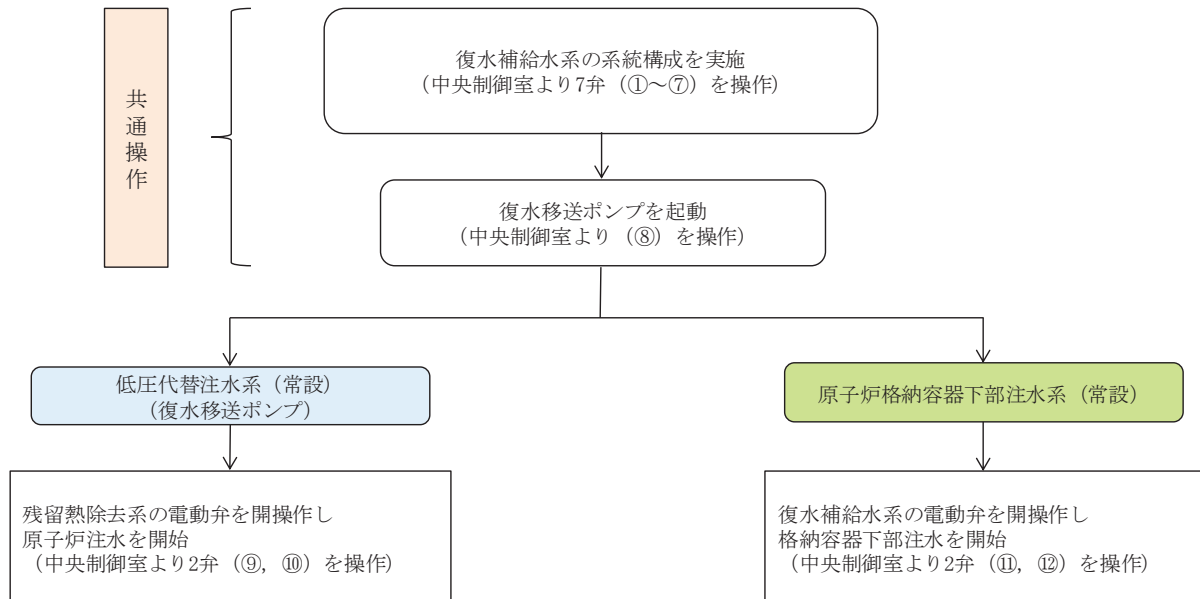 共通操作
復水補給水系の系統構成を実施
（中央制御室より7弁（①～⑦）を操作）
復水移送ポンプを起動
（中央制御室より（⑧）を操作）
低圧代替注水系（常設）
（復水移送ポンプ）
原子炉格納容器下部注水系（常設）
残留熱除去系の電動弁を開操作し
原子炉注水を開始
（中央制御室より2弁（⑨，⑩）を操作）
復水補給水系の電動弁を開操作し
格納容器下部注水を開始
（中央制御室より2弁（⑪，⑫）を操作）